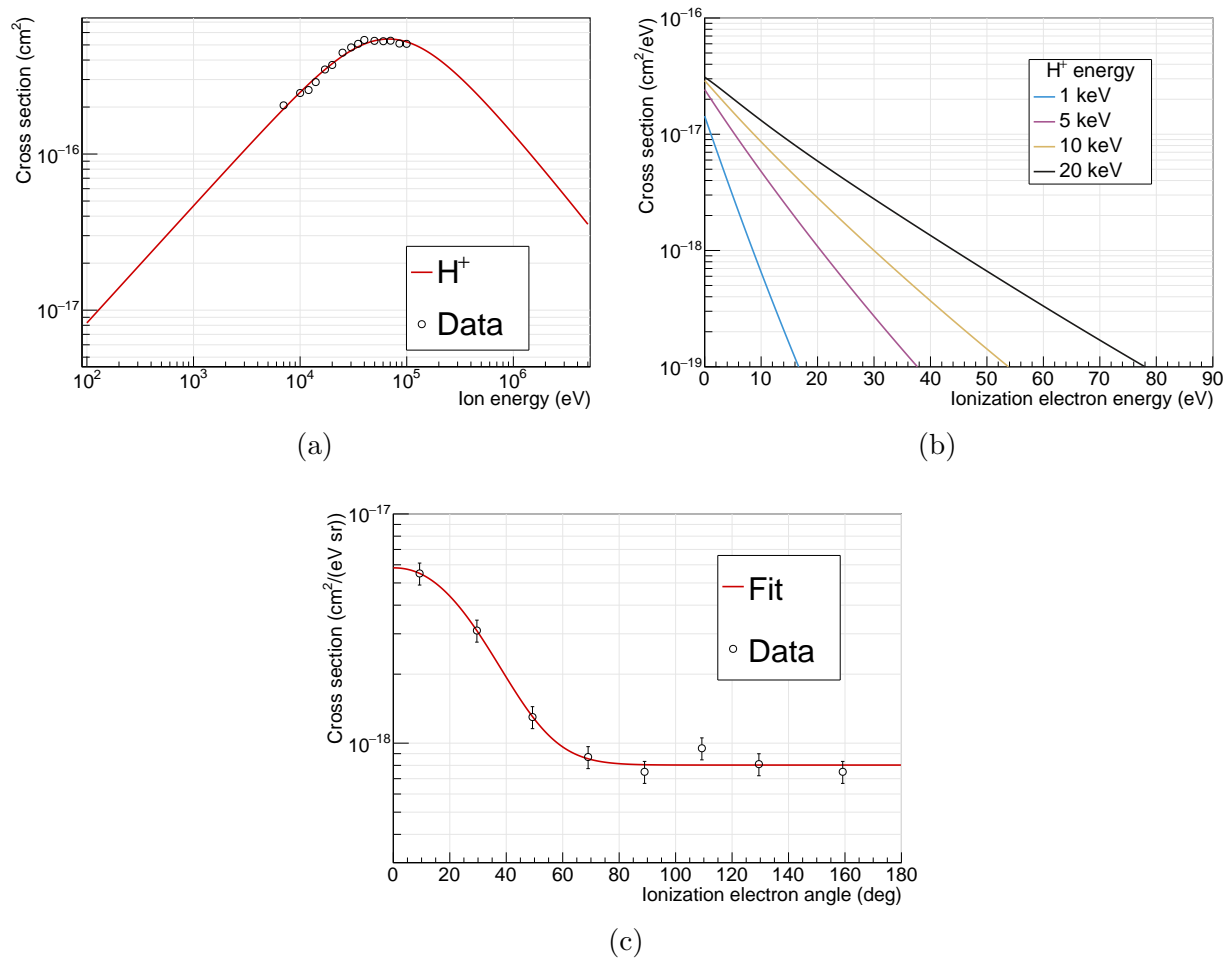 Cross section (cm²)
10⁻¹⁶
10⁻¹⁷
H⁺
Data
10² 10³ 10⁴ 10⁵ 10⁶
Ion energy (eV)
(a)
Cross section (cm²/eV)
10⁻¹⁶
10⁻¹⁷
10⁻¹⁸
10⁻¹⁹
H⁺ energy
1 keV
5 keV
10 keV
20 keV
0 10 20 30 40 50 60 70 80 90
Ionization electron energy (eV)
(b)
Cross section (cm²/(eV sr))
10⁻¹⁷
10⁻¹⁸
Fit
Data
0 20 40 60 80 100 120 140 160 180
Ionization electron angle (deg)
(c)